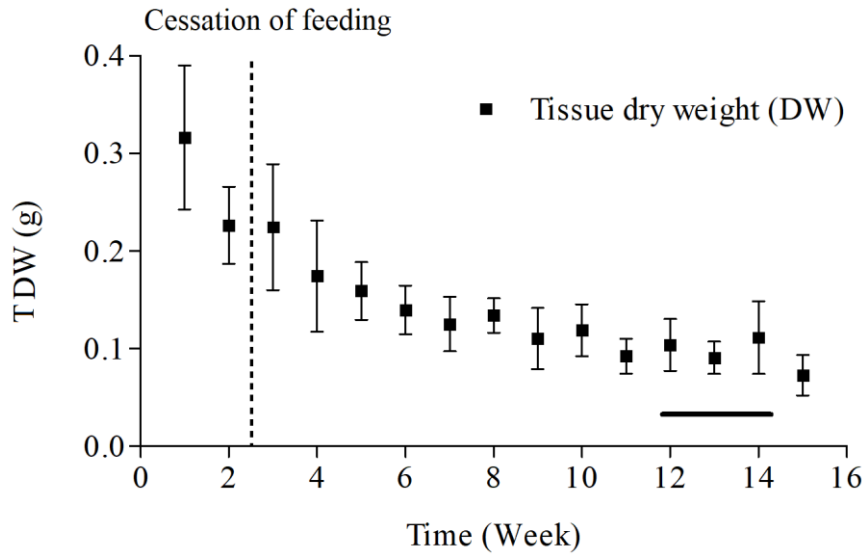 Cessation of feeding
0.4
Tissue dry weight (DW)
0.3
0.2
0.1
0.0
TDW (g)
0 2 4 6 8 10 12 14 16
Time (Week)